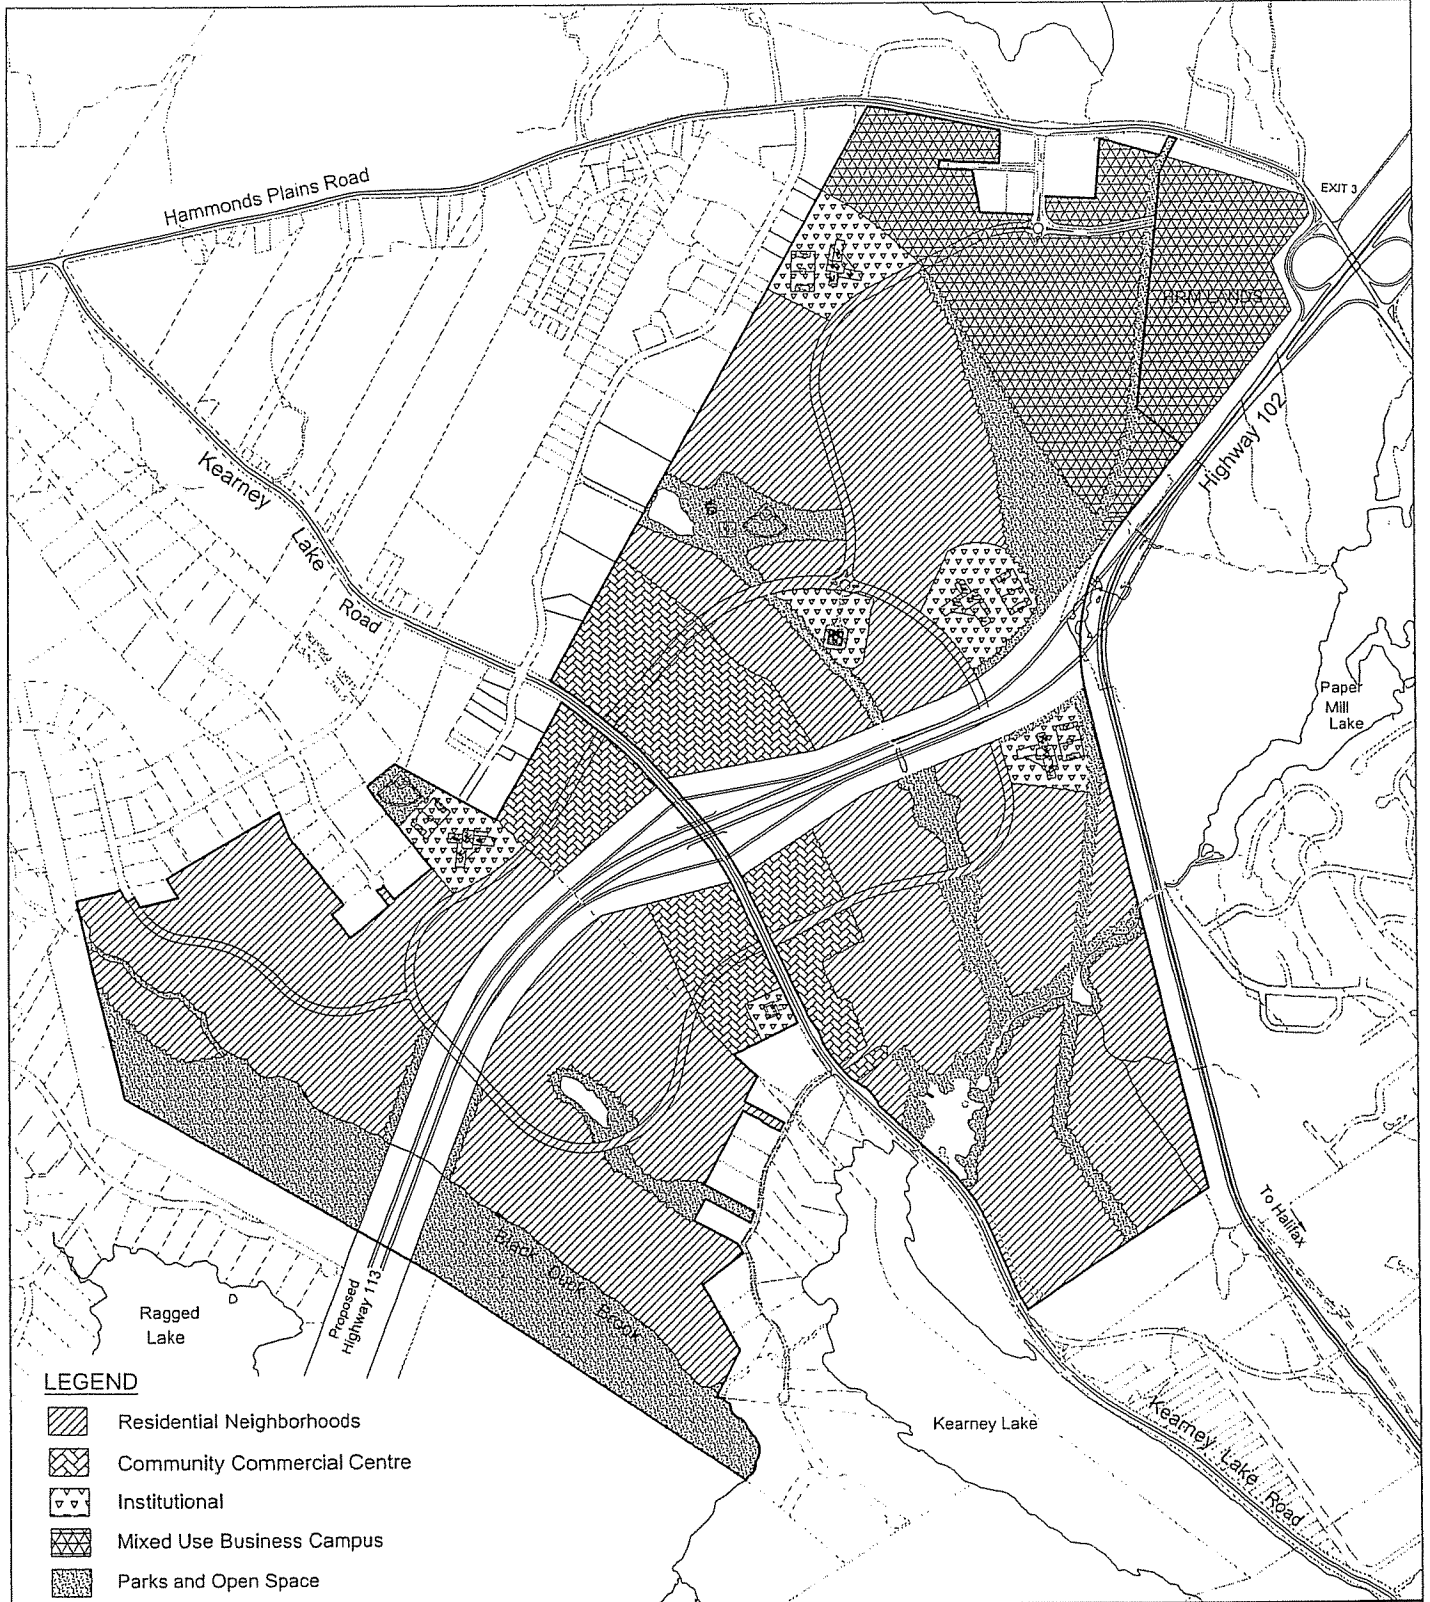 Hammonds Plains Road
EXIT 3
HRM LANDS
Highway 102
Kearney
Lake
Road
Paper
Mill
Lake
To Halifax
Black Duck Brook
Proposed
Highway 113
Ragged
Lake
Kearney Lake
Kearney Lake Road
LEGEND
Residential Neighborhoods
Community Commercial Centre
Institutional
Mixed Use Business Campus
Parks and Open Space